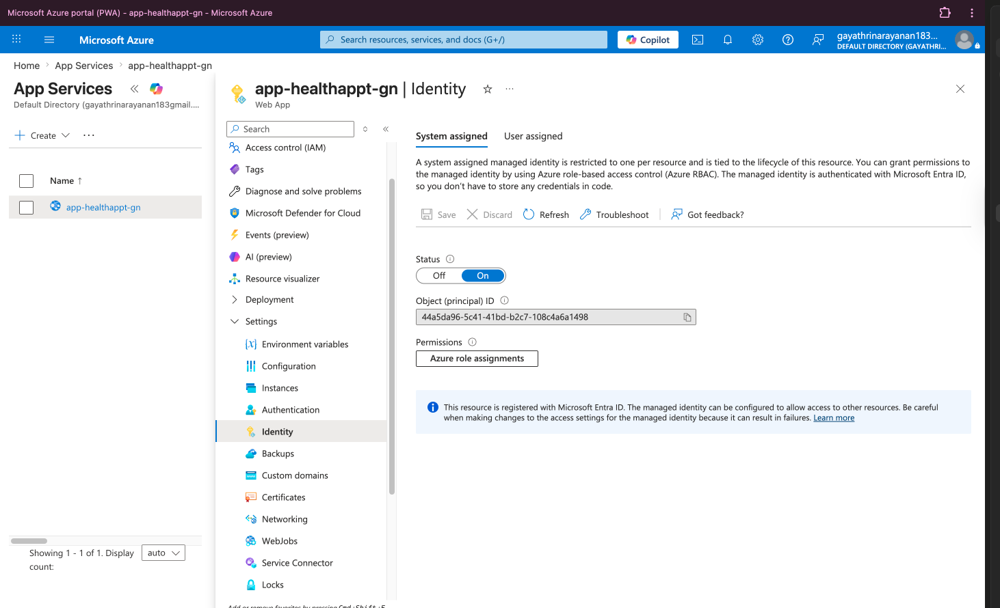 Microsoft Azure portal (PWA) - app-healthappt-gn - Microsoft Azure
Microsoft Azure
Search resources, services, and docs (G+/)
Copilot
gayathrinarayanan183...
DEFAULT DIRECTORY (GAYATHRI...
Home > App Services > app-healthappt-gn
App Services
Default Directory (gayathrinarayanan183gmail....
Create
Name ↑
app-healthappt-gn
Showing 1 - 1 of 1. Display count:
auto
app-healthappt-gn | Identity
Web App
Search
Access control (IAM)
Tags
Diagnose and solve problems
Microsoft Defender for Cloud
Events (preview)
AI (preview)
Resource visualizer
Deployment
Settings
Environment variables
Configuration
Instances
Authentication
Identity
Backups
Custom domains
Certificates
Networking
WebJobs
Service Connector
Locks
Add or remove favorites by pressing Cmd+Shift+F
System assigned
User assigned
A system assigned managed identity is restricted to one per resource and is tied to the lifecycle of this resource. You can grant permissions to
the managed identity by using Azure role-based access control (Azure RBAC). The managed identity is authenticated with Microsoft Entra ID,
so you don't have to store any credentials in code.
Save
Discard
Refresh
Troubleshoot
Got feedback?
Status
Off
On
Object (principal) ID
44a5da96-5c41-41bd-b2c7-108c4a6a1498
Permissions
Azure role assignments
This resource is registered with Microsoft Entra ID. The managed identity can be configured to allow access to other resources. Be careful
when making changes to the access settings for the managed identity because it can result in failures. Learn more